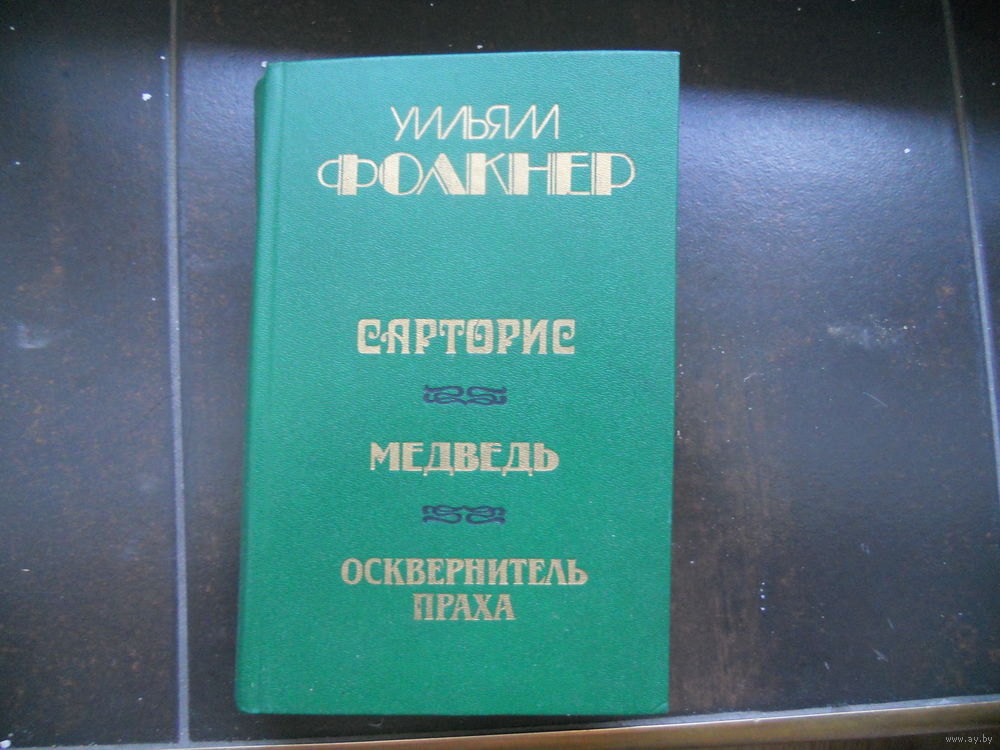 УИЛЬЯМ
ФОЛКНЕР
САРТОРИС
МЕДВЕДЬ
ОСКВЕРНИТЕЛЬ
ПРАХА
www.ay.by